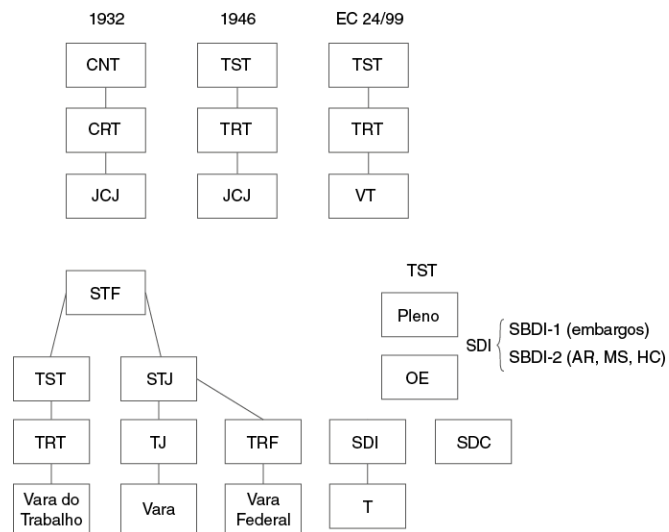 1932
1946
EC 24/99
CNT
TST
TST
CRT
TRT
TRT
JCJ
JCJ
VT
STF
TST
Pleno
SDI
SBDI-1 (embargos)
SBDI-2 (AR, MS, HC)
TST
STJ
OE
TRT
TJ
TRF
SDI
SDC
Vara do
Trabalho
Vara
Vara
Federal
T